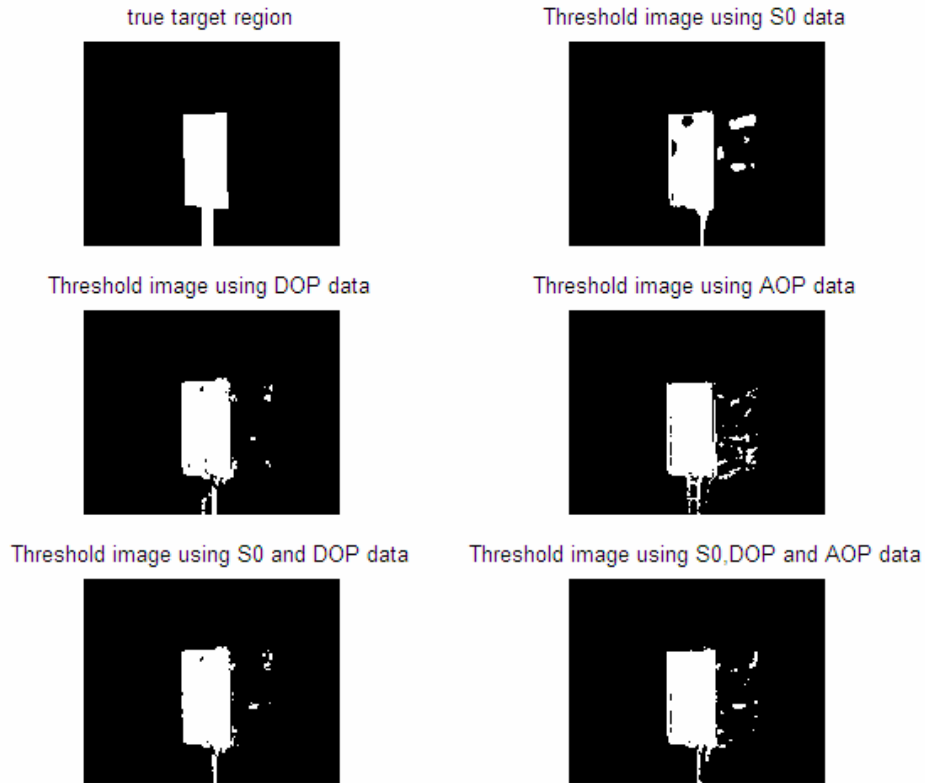 true target region
Threshold image using S0 data
Threshold image using DOP data
Threshold image using AOP data
Threshold image using S0 and DOP data
Threshold image using S0,DOP and AOP data